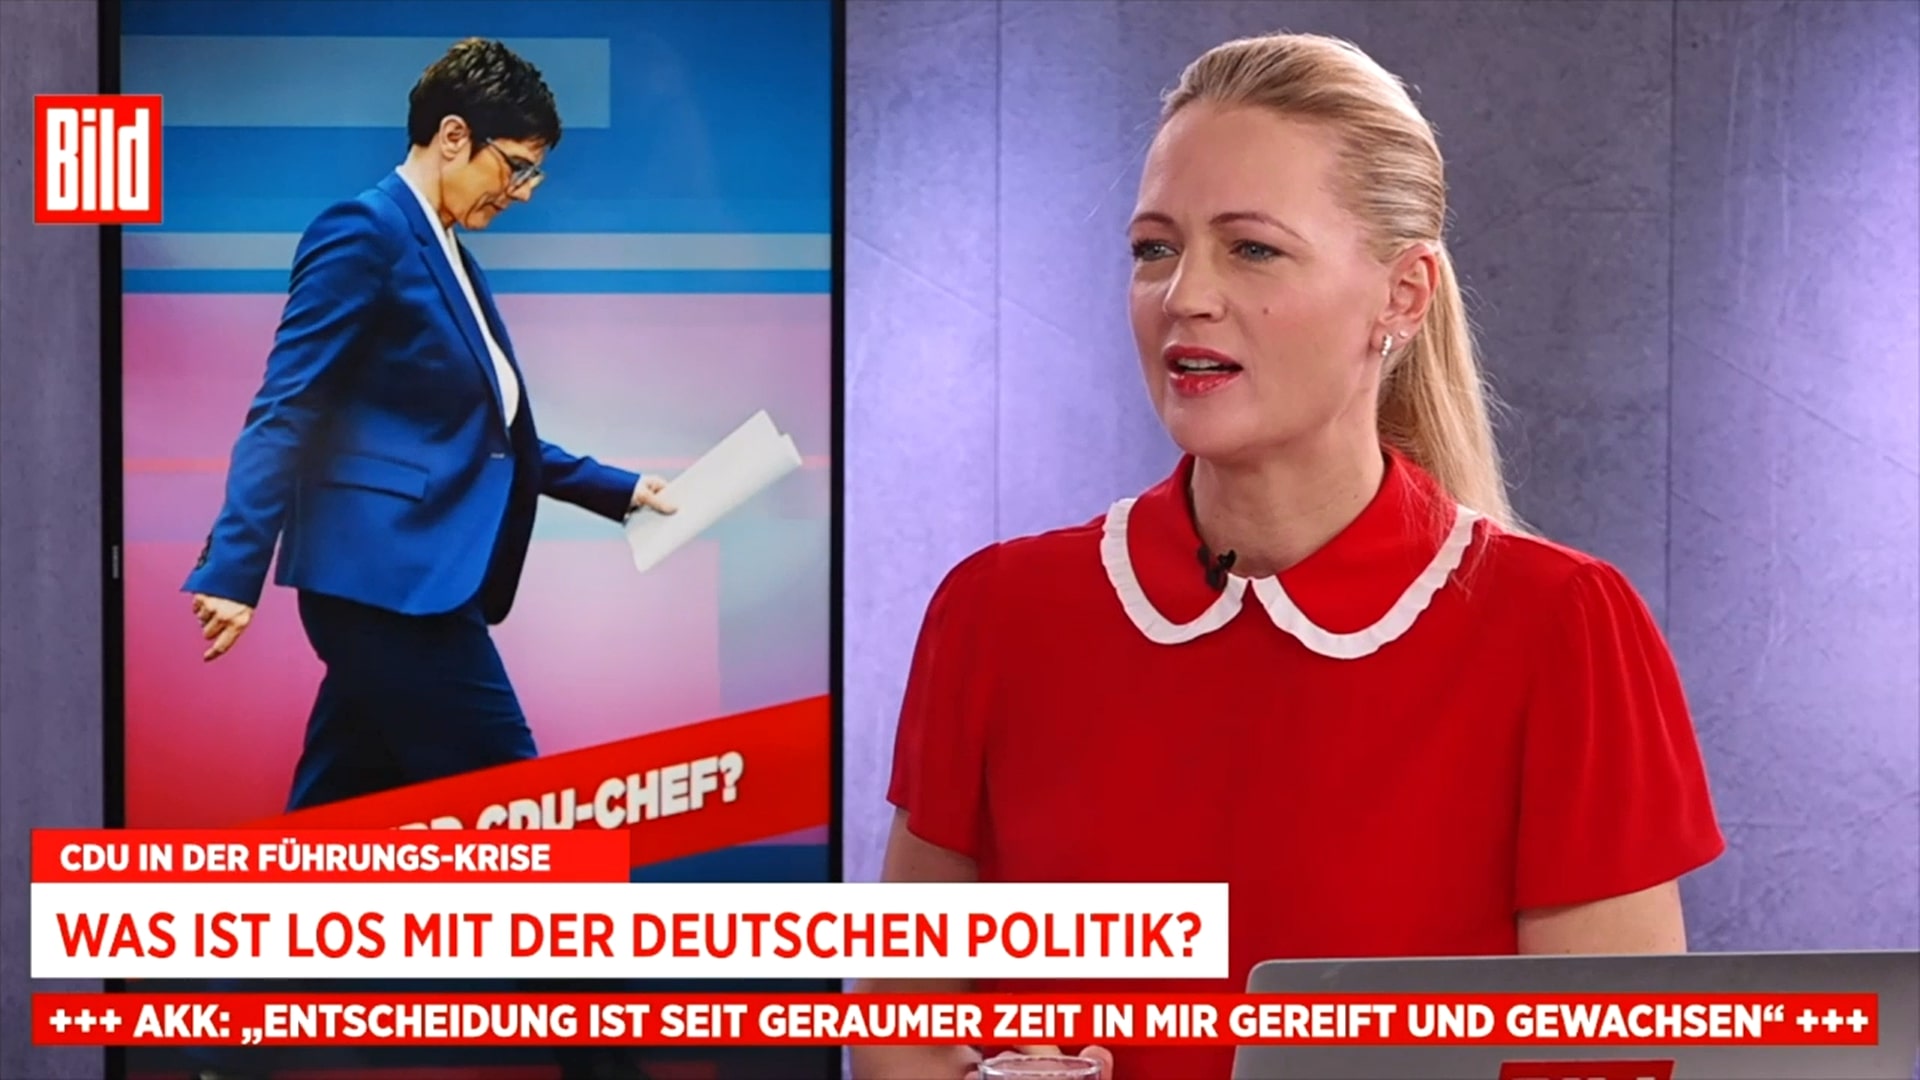 Bild
CDU-CHEF?
CDU IN DER FÜHRUNGS-KRISE
WAS IST LOS MIT DER DEUTSCHEN POLITIK?
+++ AKK: „ENTSCHEIDUNG IST SEIT GERAUMER ZEIT IN MIR GEREIFT UND GEWACHSEN“ +++